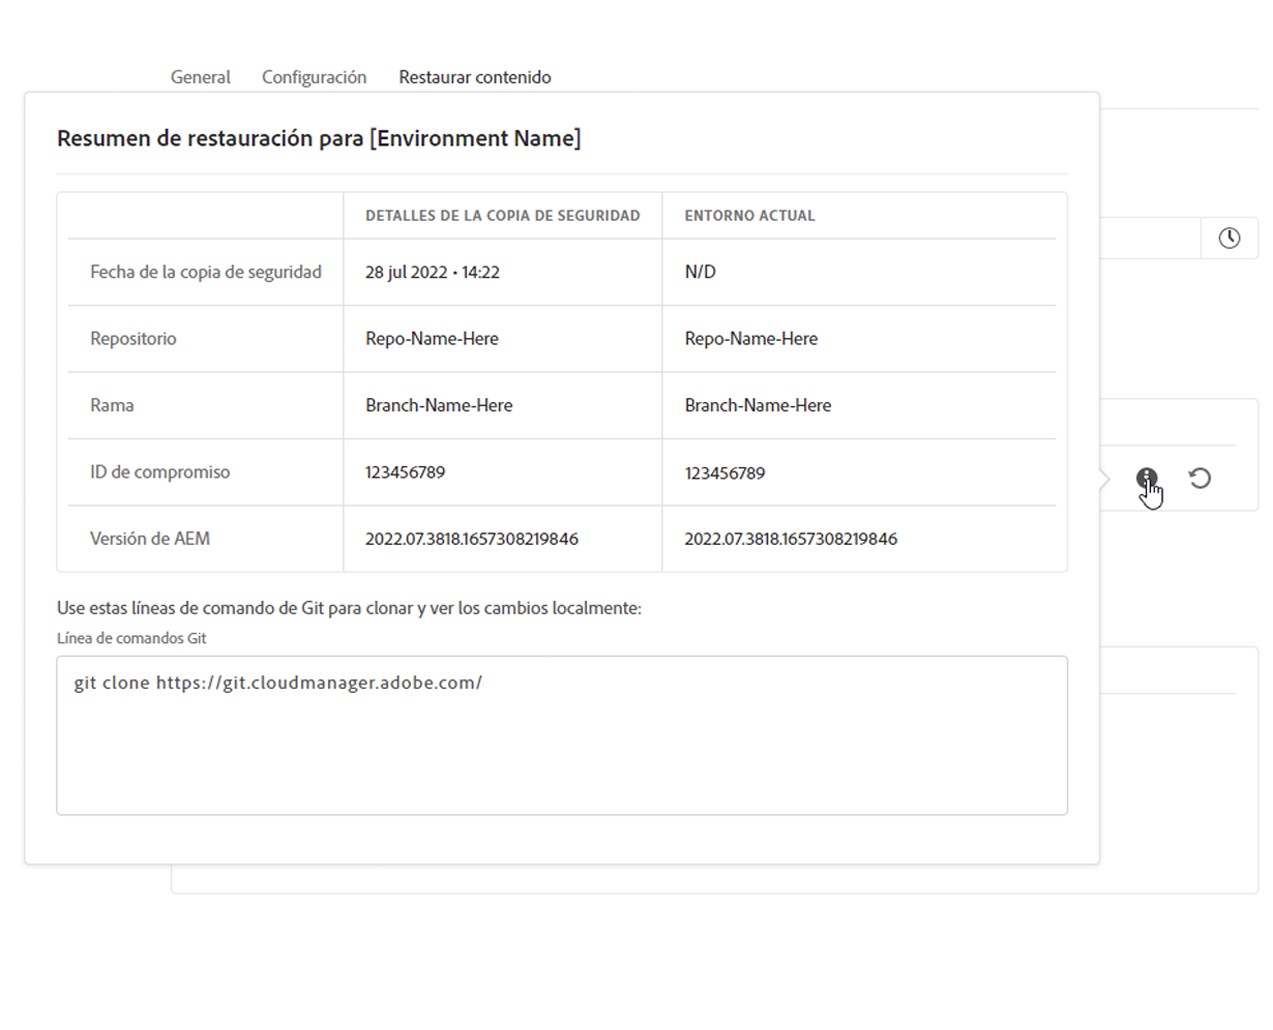 General Configuración Restaurar contenido
Resumen de restauración para [Environment Name]
DETALLES DE LA COPIA DE SEGURIDAD ENTORNO ACTUAL
Fecha de la copia de seguridad 28 jul 2022 • 14:22 N/D
Repositorio Repo-Name-Here Repo-Name-Here
Rama Branch-Name-Here Branch-Name-Here
ID de compromiso 123456789 123456789
Versión de AEM 2022.07.3818.1657308219846 2022.07.3818.1657308219846
Use estas líneas de comando de Git para clonar y ver los cambios localmente:
Línea de comandos Git
git clone https://git.cloudmanager.adobe.com/